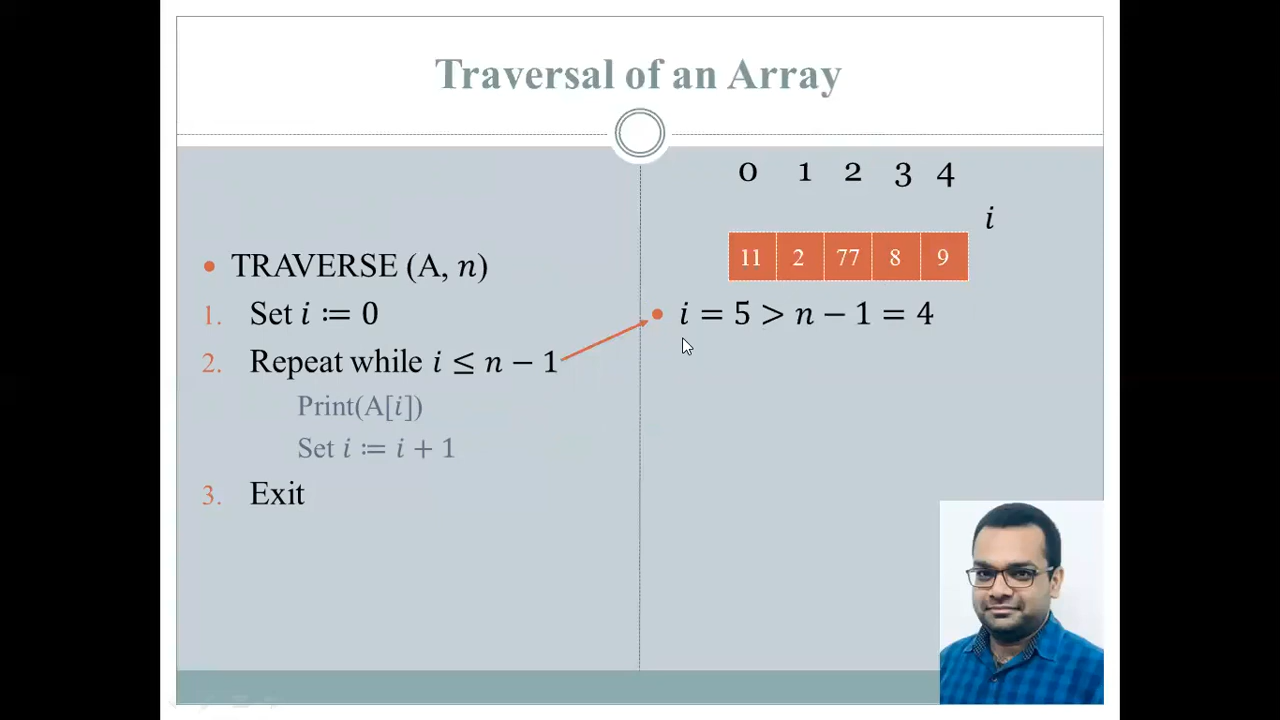 Traversal of an Array
• TRAVERSE (A, n)
1. Set i ≔ 0
2. Repeat while i ≤ n − 1
Print(A[i])
Set i ≔ i + 1
3. Exit
0 1 2 3 4
i
11 2 77 8 9
• i = 5 > n − 1 = 4